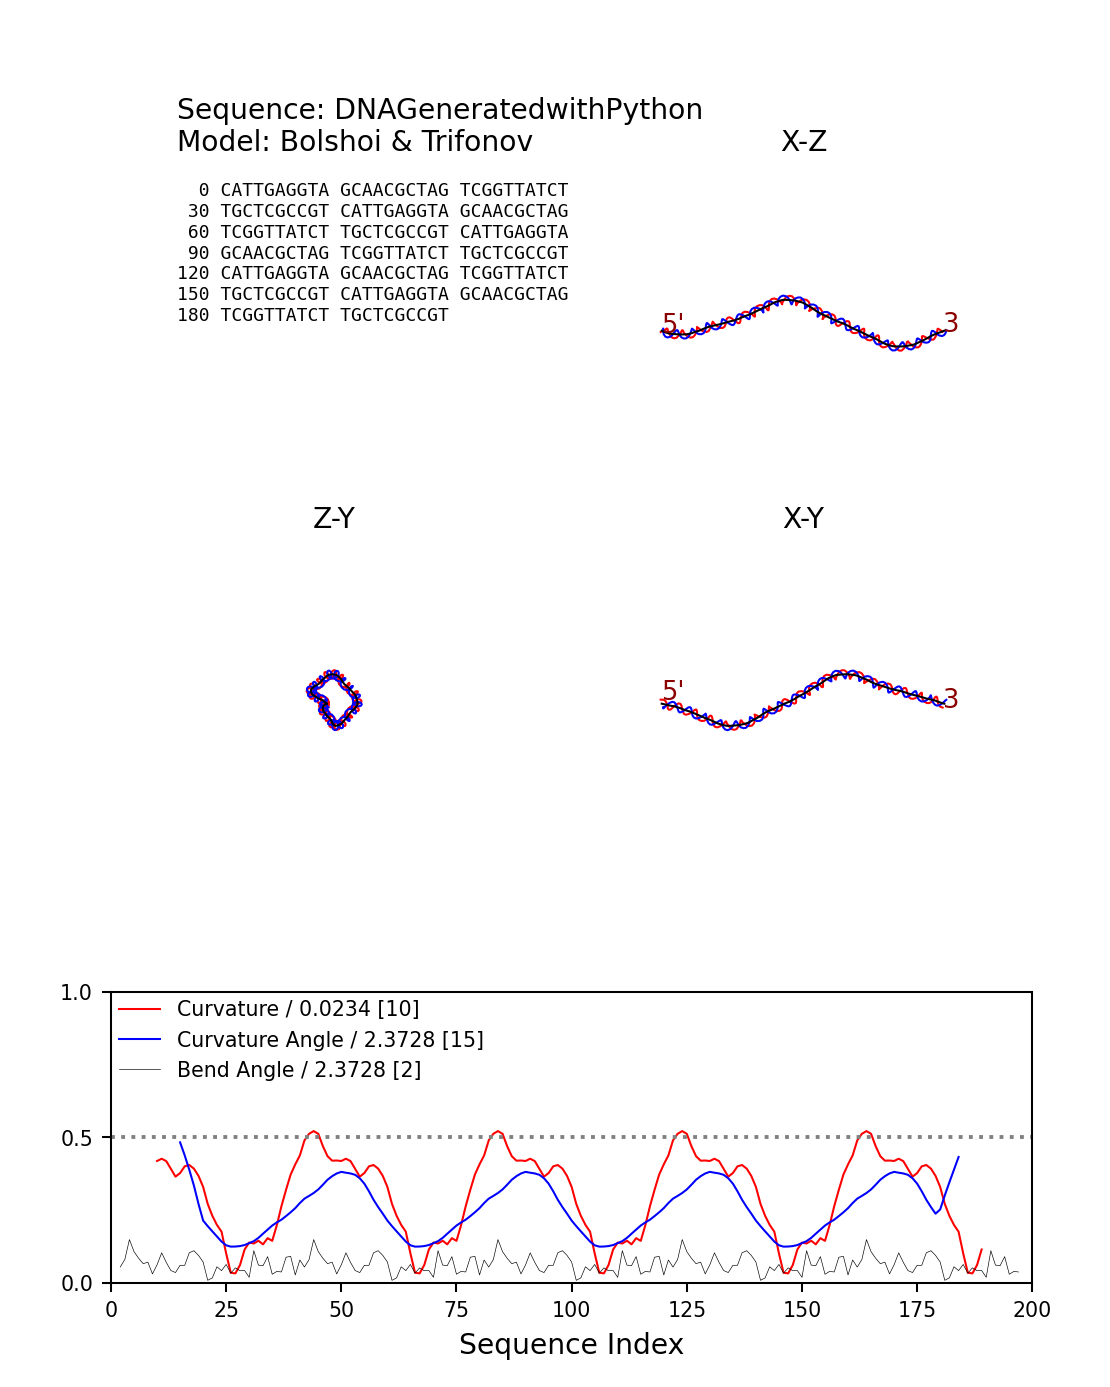 Sequence: DNAGeneratedwithPython
Model: Bolshoi & Trifonov
X-Z
0 CATTGAGGTA GCAACGCTAG TCGGTTATCT
30 TGCTCGCCGT CATTGAGGTA GCAACGCTAG
60 TCGGTTATCT TGCTCGCCGT CATTGAGGTA
90 GCAACGCTAG TCGGTTATCT TGCTCGCCGT
120 CATTGAGGTA GCAACGCTAG TCGGTTATCT
150 TGCTCGCCGT CATTGAGGTA GCAACGCTAG
180 TCGGTTATCT TGCTCGCCGT
5' 3
Z-Y
X-Y
5' 3
1.0
Curvature / 0.0234 [10]
Curvature Angle / 2.3728 [15]
Bend Angle / 2.3728 [2]
0.5
0.0
0 25 50 75 100 125 150 175 200
Sequence Index